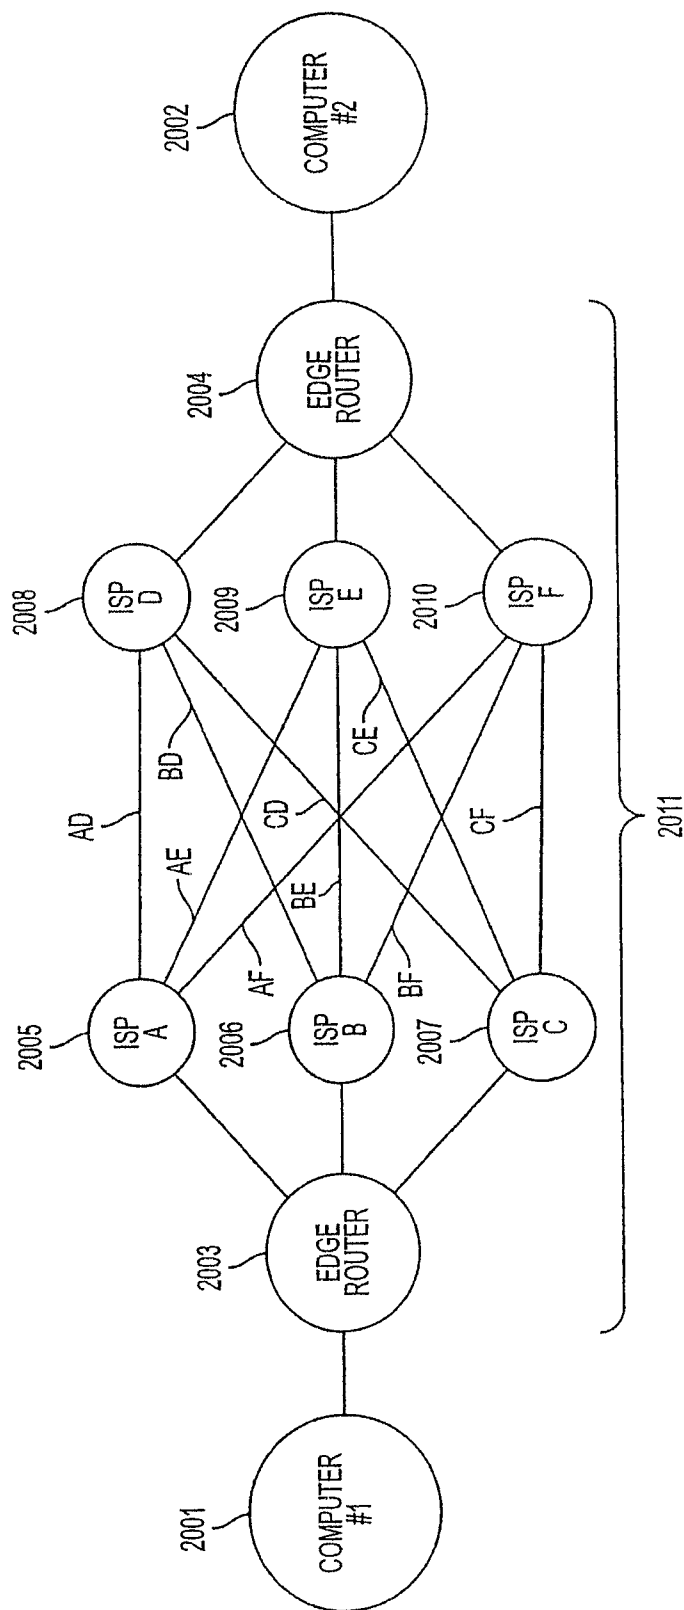 2001
COMPUTER
#1
2003
EDGE
ROUTER
2005
ISP
A
2006
ISP
B
2007
ISP
C
AD
AE
BD
AF
CD
BE
BF
CE
CF
2008
ISP
D
2009
ISP
E
2010
ISP
F
2004
EDGE
ROUTER
2002
COMPUTER
#2
2011